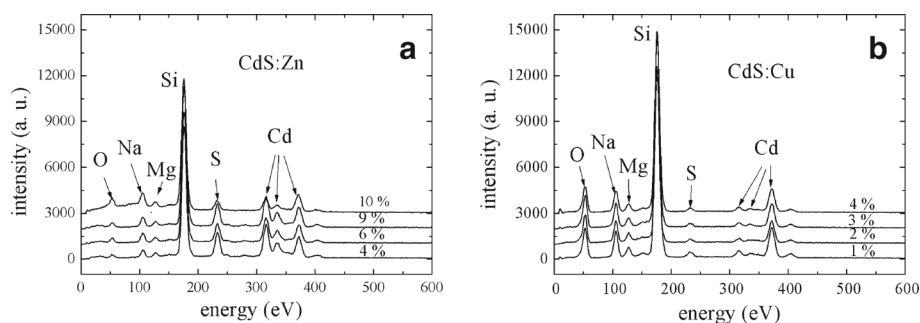 a
CdS:Zn
Si
O
Na
Mg
S
Cd
10 %
9 %
6 %
4 %
15000
12000
9000
6000
3000
0
0 100 200 300 400 500 600
intensity (a. u.)
energy (eV)
b
CdS:Cu
Si
O
Na
Mg
S
Cd
4 %
3 %
2 %
1 %
15000
12000
9000
6000
3000
0
0 100 200 300 400 500 600
intensity (a. u.)
energy (eV)